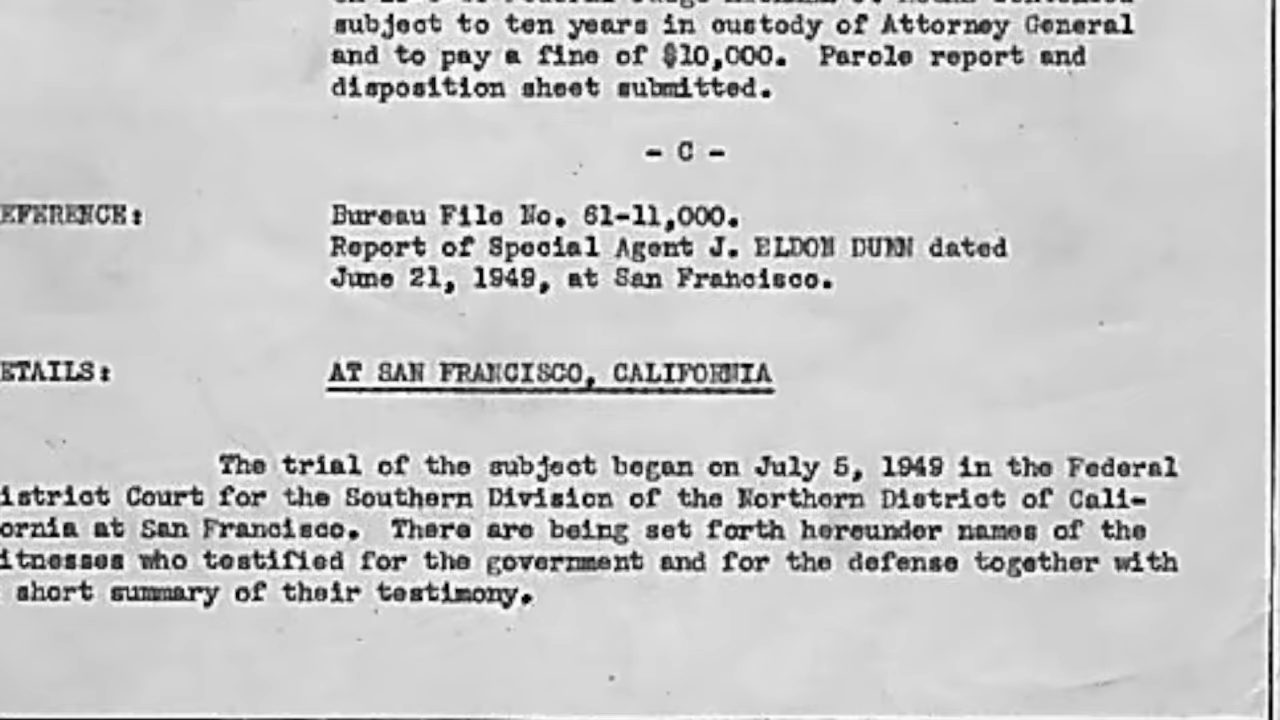 subject to ten years in custody of Attorney General
and to pay a fine of $10,000. Parole report and
disposition sheet submitted.
- C -
EFERENCE: Bureau File No. 61-11,000.
Report of Special Agent J. ELDON DUNN dated
June 21, 1949, at San Francisco.
ETAILS: AT SAN FRANCISCO, CALIFORNIA
The trial of the subject began on July 5, 1949 in the Federal
istrict Court for the Southern Division of the Northern District of Cali-
ornia at San Francisco. There are being set forth hereunder names of the
itnesses who testified for the government and for the defense together with
short summary of their testimony.